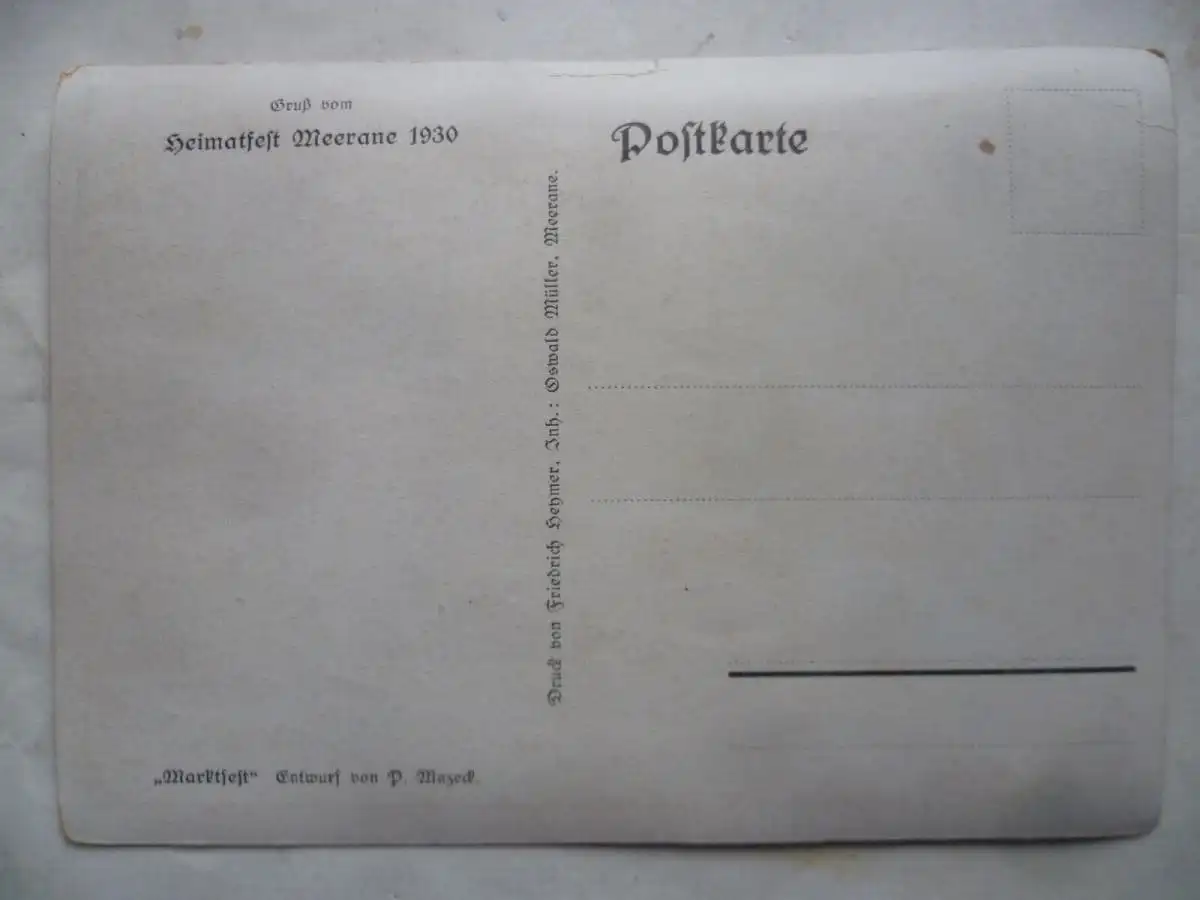 Gruß vom
Heimatfest Meerane 1930
„Marktfest“ Entwurf von P. Mazeck.
Druck von Friedrich Heymer, Inh.: Oswald Müller, Meerane.
Postkarte